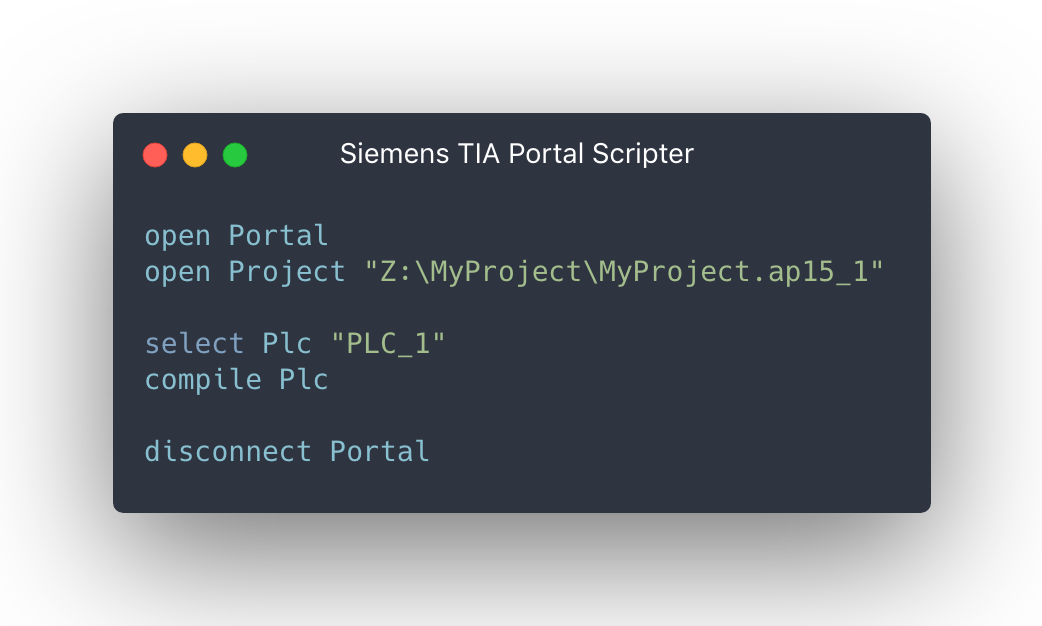 Siemens TIA Portal Scripter
open Portal
open Project "Z:\MyProject\MyProject.ap15_1"
select Plc "PLC_1"
compile Plc
disconnect Portal